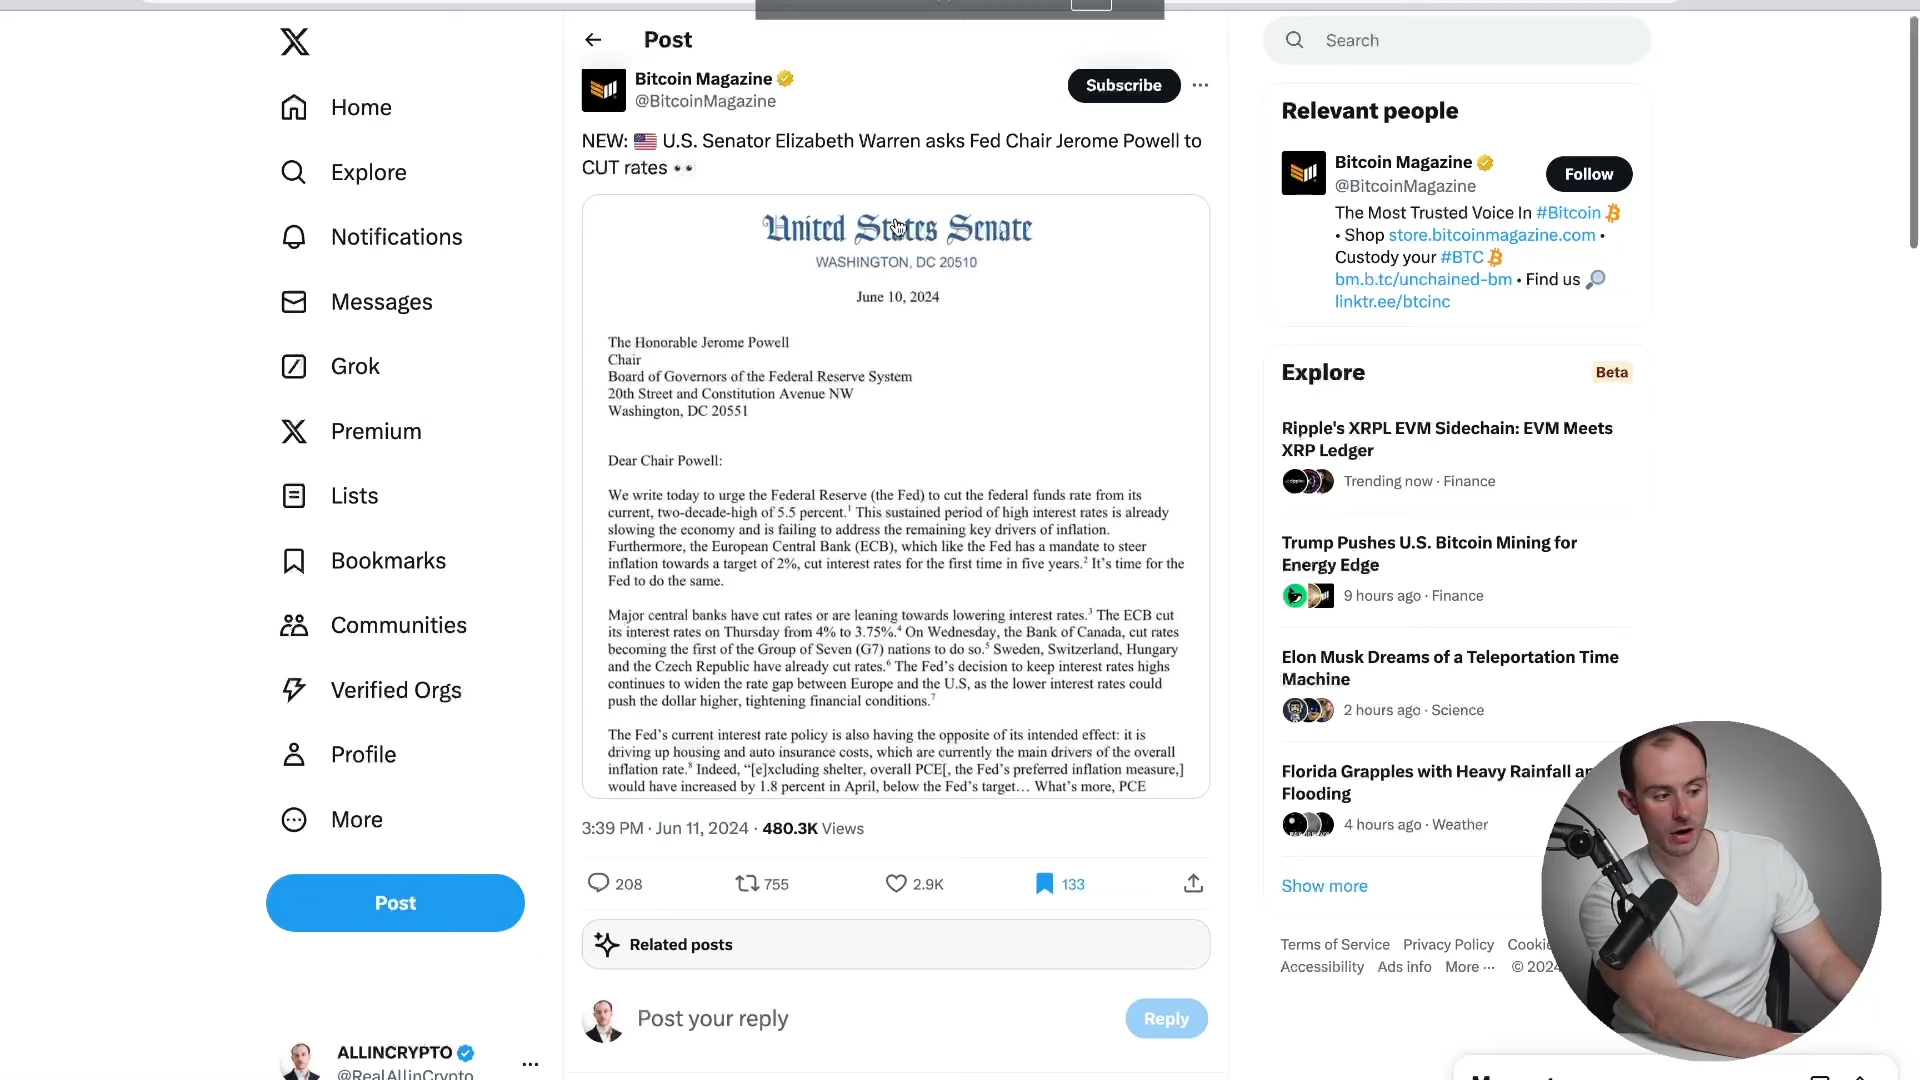 Home
Explore
Notifications
Messages
Grok
Premium
Lists
Bookmarks
Communities
Verified Orgs
Profile
More
Post
ALLINCRYPTO
@RealAllinCrypto
Post
Bitcoin Magazine
@BitcoinMagazine
Subscribe
NEW: 🇺🇸 U.S. Senator Elizabeth Warren asks Fed Chair Jerome Powell to
CUT rates 👀
United States Senate
WASHINGTON, DC 20510
June 10, 2024
The Honorable Jerome Powell
Chair
Board of Governors of the Federal Reserve System
20th Street and Constitution Avenue NW
Washington, DC 20551
Dear Chair Powell:
We write today to urge the Federal Reserve (the Fed) to cut the federal funds rate from its
current, two-decade-high of 5.5 percent.¹ This sustained period of high interest rates is already
slowing the economy and is failing to address the remaining key drivers of inflation.
Furthermore, the European Central Bank (ECB), which like the Fed has a mandate to steer
inflation towards a target of 2%, cut interest rates for the first time in five years.² It's time for the
Fed to do the same.
Major central banks have cut rates or are leaning towards lowering interest rates.³ The ECB cut
its interest rates on Thursday from 4% to 3.75%.⁴ On Wednesday, the Bank of Canada, cut rates
becoming the first of the Group of Seven (G7) nations to do so.⁵ Sweden, Switzerland, Hungary
and the Czech Republic have already cut rates.⁶ The Fed's decision to keep interest rates highs
continues to widen the rate gap between Europe and the U.S, as the lower interest rates could
push the dollar higher, tightening financial conditions.⁷
The Fed's current interest rate policy is also having the opposite of its intended effect: it is
driving up housing and auto insurance costs, which are currently the main drivers of the overall
inflation rate.⁸ Indeed, “[e]xcluding shelter, overall PCE[, the Fed's preferred inflation measure,]
would have increased by 1.8 percent in April, below the Fed's target… What's more, PCE
3:39 PM · Jun 11, 2024 · 480.3K Views
208
755
2.9K
133
Related posts
Post your reply
Reply
Search
Relevant people
Bitcoin Magazine
@BitcoinMagazine
Follow
The Most Trusted Voice In #Bitcoin
• Shop store.bitcoinmagazine.com •
Custody your #BTC
bm.b.tc/unchained-bm • Find us 🔎
linktr.ee/btcinc
Explore
Beta
Ripple's XRPL EVM Sidechain: EVM Meets
XRP Ledger
Trending now · Finance
Trump Pushes U.S. Bitcoin Mining for
Energy Edge
9 hours ago · Finance
Elon Musk Dreams of a Teleportation Time
Machine
2 hours ago · Science
Florida Grapples with Heavy Rainfall
Flooding
4 hours ago · Weather
Show more
Terms of Service Privacy Policy
Accessibility Ads info More ··· © 2024